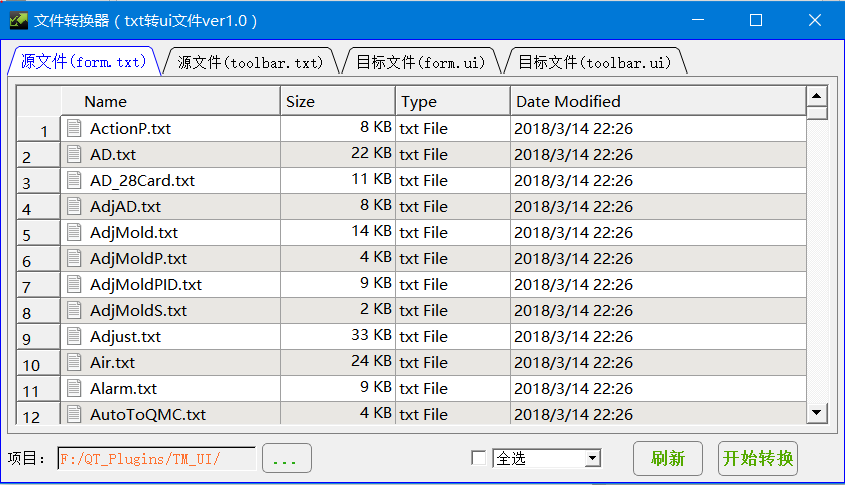 文件转换器（txt转ui文件ver1.0）
源文件(form.txt) 源文件(toolbar.txt) 目标文件(form.ui) 目标文件(toolbar.ui)
Name Size Type Date Modified
1 ActionP.txt 8 KB txt File 2018/3/14 22:26
2 AD.txt 22 KB txt File 2018/3/14 22:26
3 AD_28Card.txt 11 KB txt File 2018/3/14 22:26
4 AdjAD.txt 8 KB txt File 2018/3/14 22:26
5 AdjMold.txt 14 KB txt File 2018/3/14 22:26
6 AdjMoldP.txt 4 KB txt File 2018/3/14 22:26
7 AdjMoldPID.txt 9 KB txt File 2018/3/14 22:26
8 AdjMoldS.txt 2 KB txt File 2018/3/14 22:26
9 Adjust.txt 33 KB txt File 2018/3/14 22:26
10 Air.txt 24 KB txt File 2018/3/14 22:26
11 Alarm.txt 9 KB txt File 2018/3/14 22:26
12 AutoToQMC.txt 4 KB txt File 2018/3/14 22:26
项目: F:/QT_Plugins/TM_UI/ ... 全选 刷新 开始转换